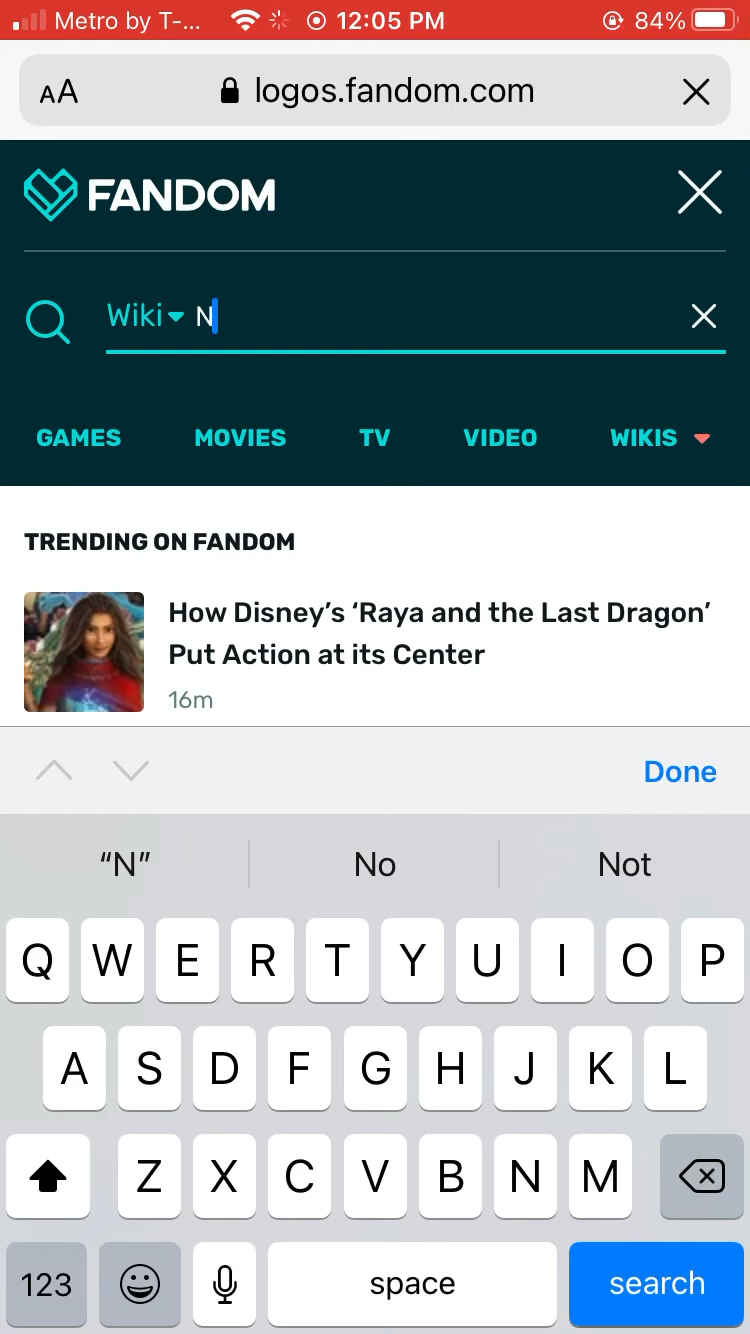 Metro by T-... 12:05 PM 84%
AA logos.fandom.com
FANDOM
Wiki N
GAMES MOVIES TV VIDEO WIKIS
TRENDING ON FANDOM
How Disney’s ‘Raya and the Last Dragon’
Put Action at its Center
16m
Done
“N” No Not
Q W E R T Y U I O P
A S D F G H J K L
Z X C V B N M
123 space search